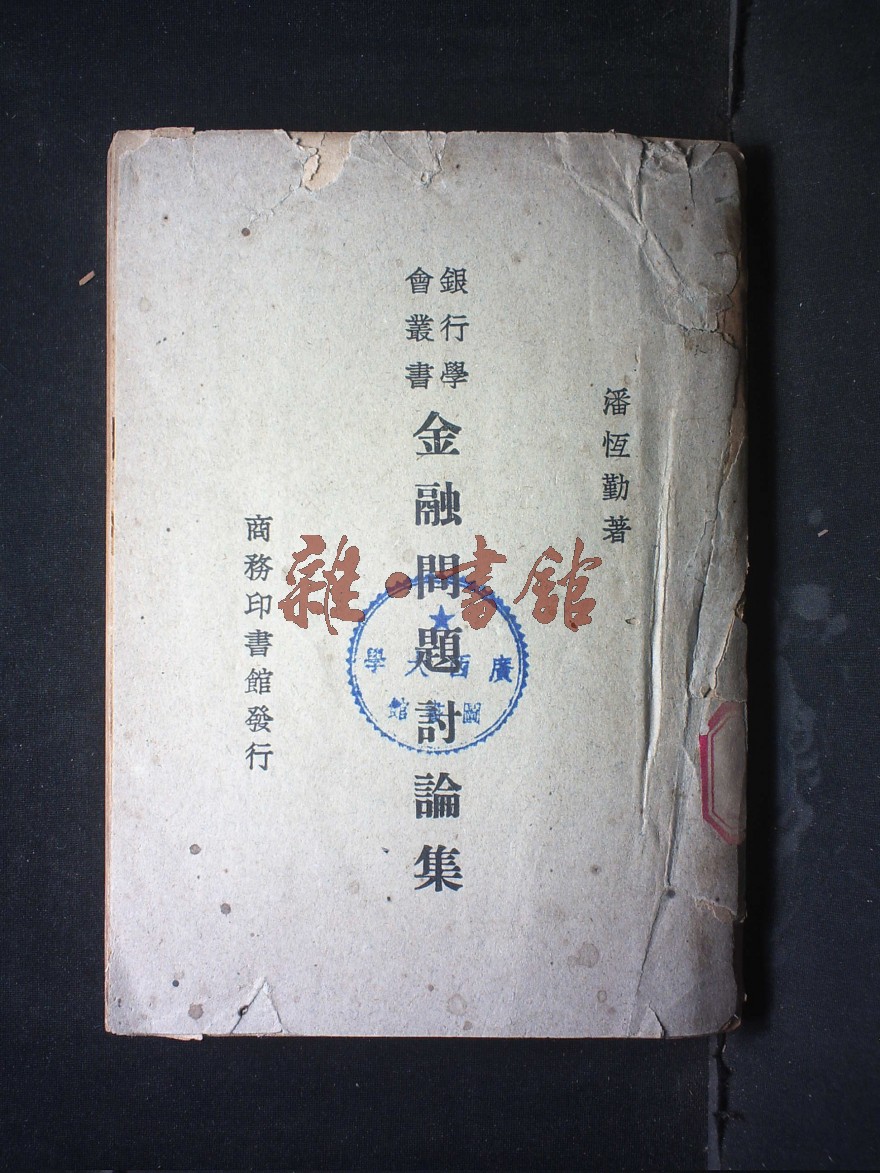 潘恆勤著
銀行學
會叢書
金融問題討論集
商務印書館發行
廣西大學
圖書館
雜·書館